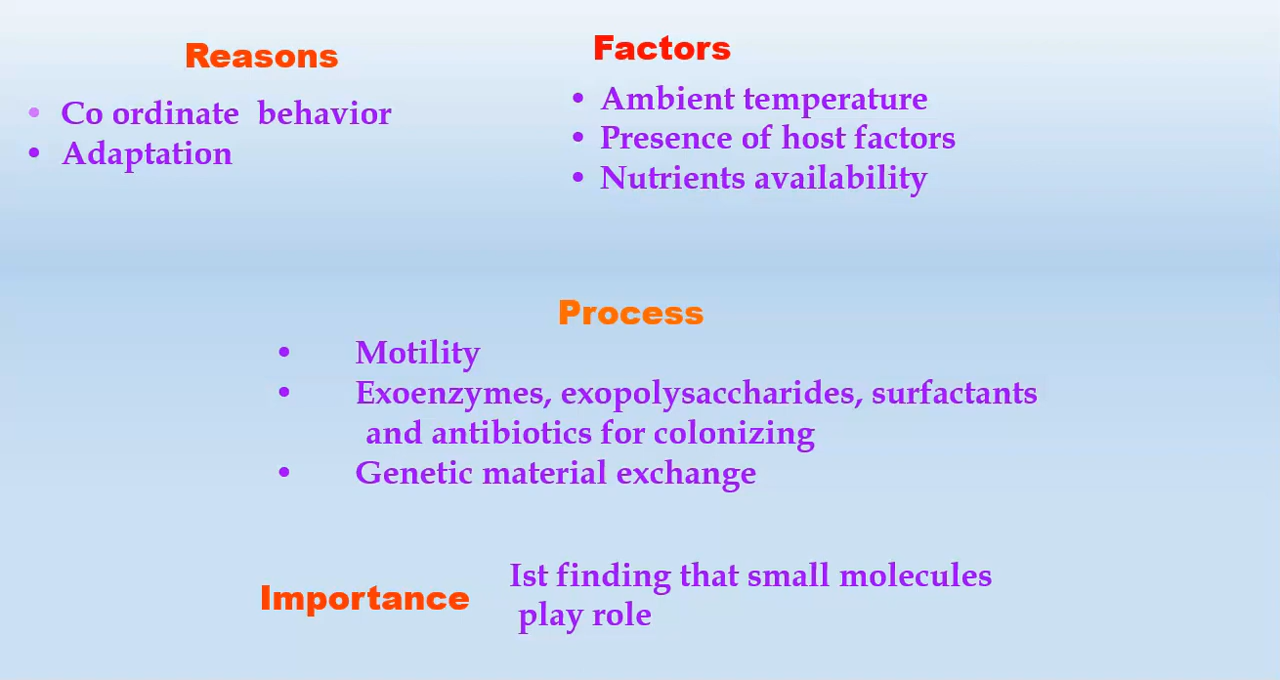 Reasons
• Co ordinate behavior
• Adaptation
Factors
• Ambient temperature
• Presence of host factors
• Nutrients availability
Process
• Motility
• Exoenzymes, exopolysaccharides, surfactants
and antibiotics for colonizing
• Genetic material exchange
Importance
Ist finding that small molecules
play role